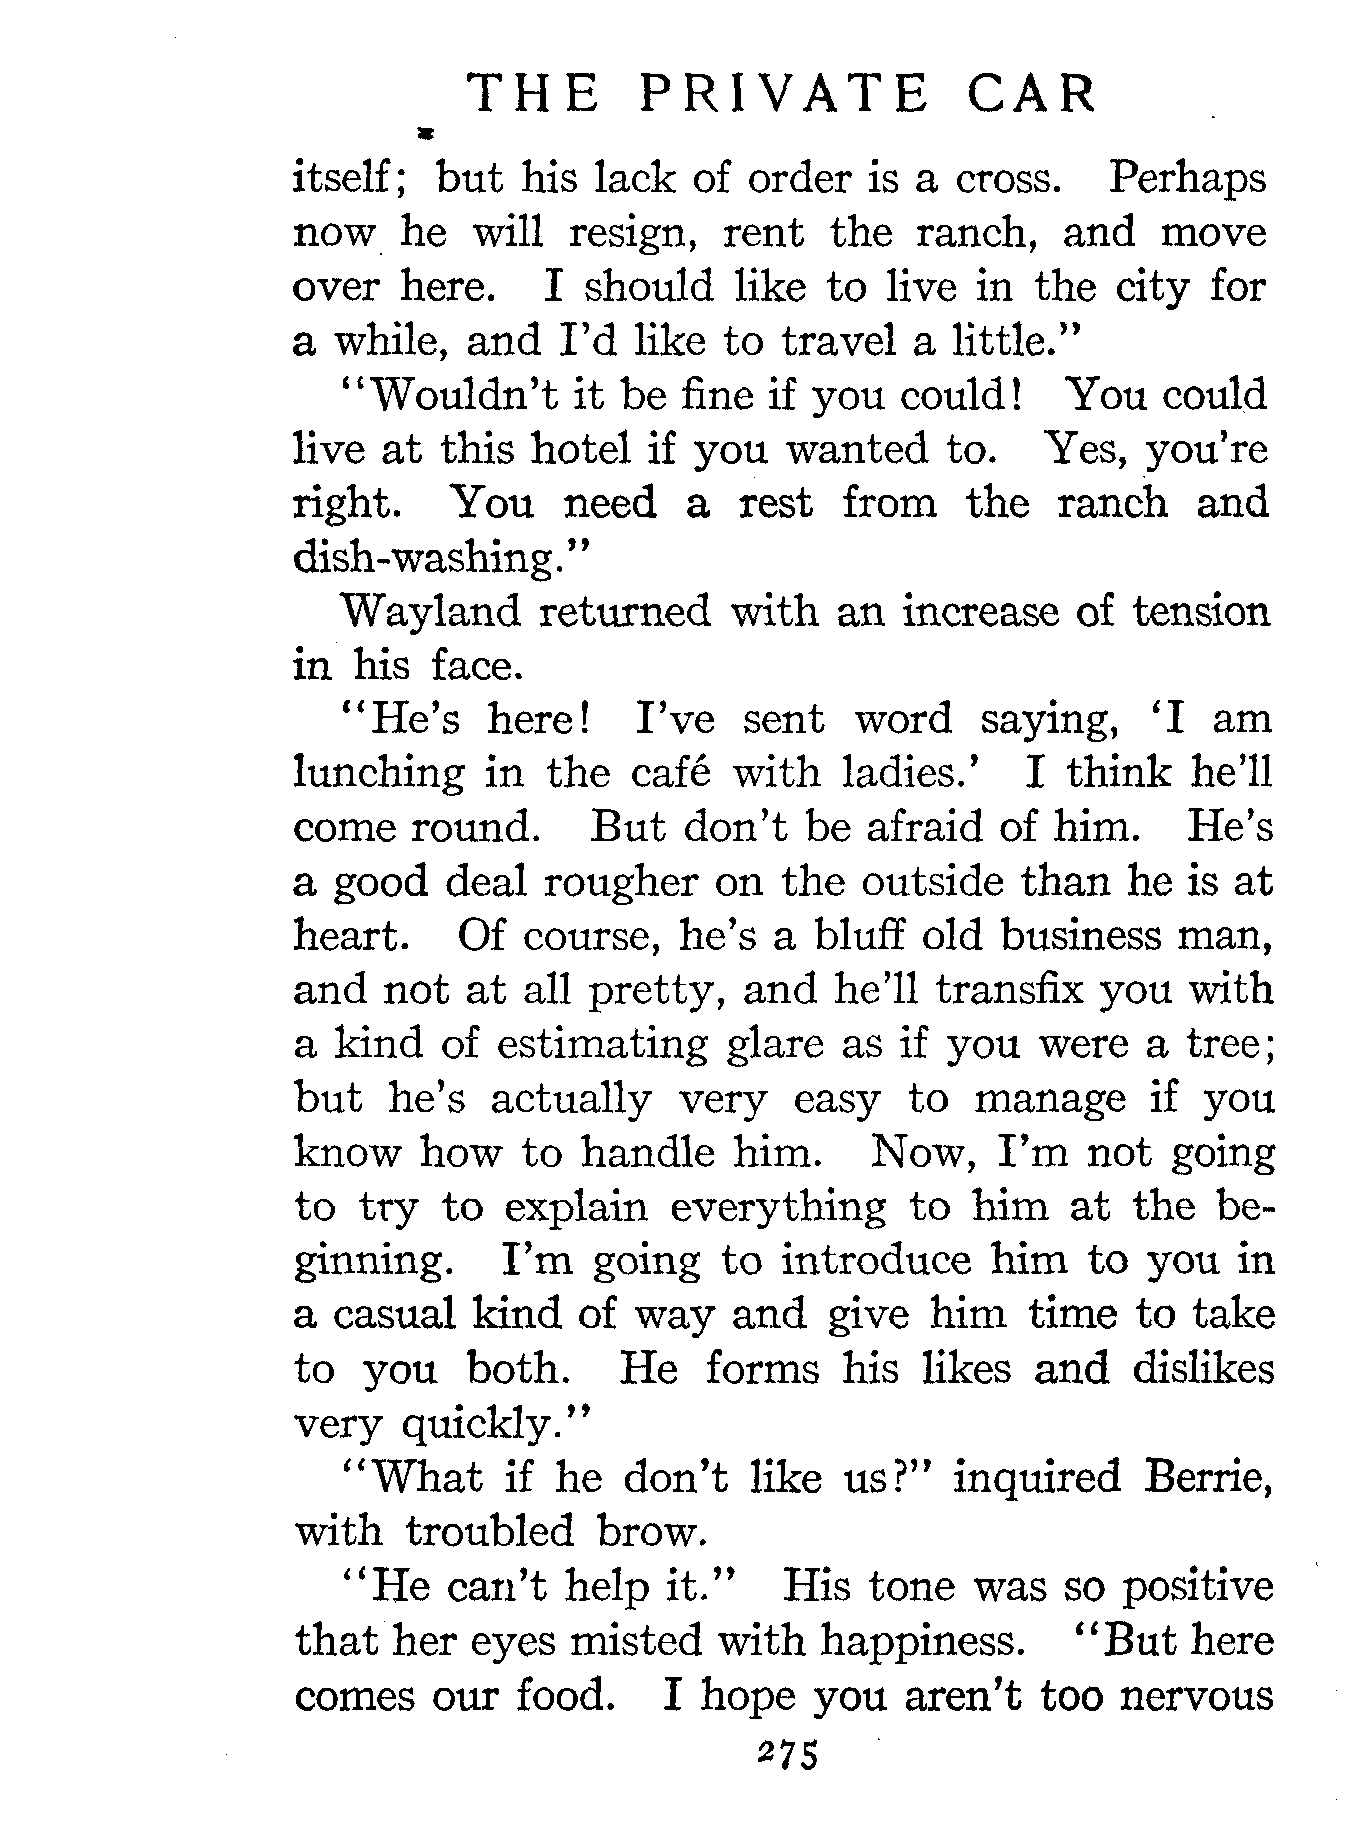 THE PRIVATE CAR
itself; but his lack of order is a cross. Perhaps
now he will resign, rent the ranch, and move
over here. I should like to live in the city for
a while, and I'd like to travel a little."
"Wouldn't it be fine if you could! You could
live at this hotel if you wanted to. Yes, you're
right. You need a rest from the ranch and
dish-washing."
Wayland returned with an increase of tension
in his face.
"He's here! I've sent word saying, 'I am
lunching in the café with ladies.' I think he'll
come round. But don't be afraid of him. He's
a good deal rougher on the outside than he is at
heart. Of course, he's a bluff old business man,
and not at all pretty, and he'll transfix you with
a kind of estimating glare as if you were a tree;
but he's actually very easy to manage if you
know how to handle him. Now, I'm not going
to try to explain everything to him at the be-
ginning. I'm going to introduce him to you in
a casual kind of way and give him time to take
to you both. He forms his likes and dislikes
very quickly."
"What if he don't like us?" inquired Berrie,
with troubled brow.
"He can't help it." His tone was so positive
that her eyes misted with happiness. "But here
comes our food. I hope you aren't too nervous
275